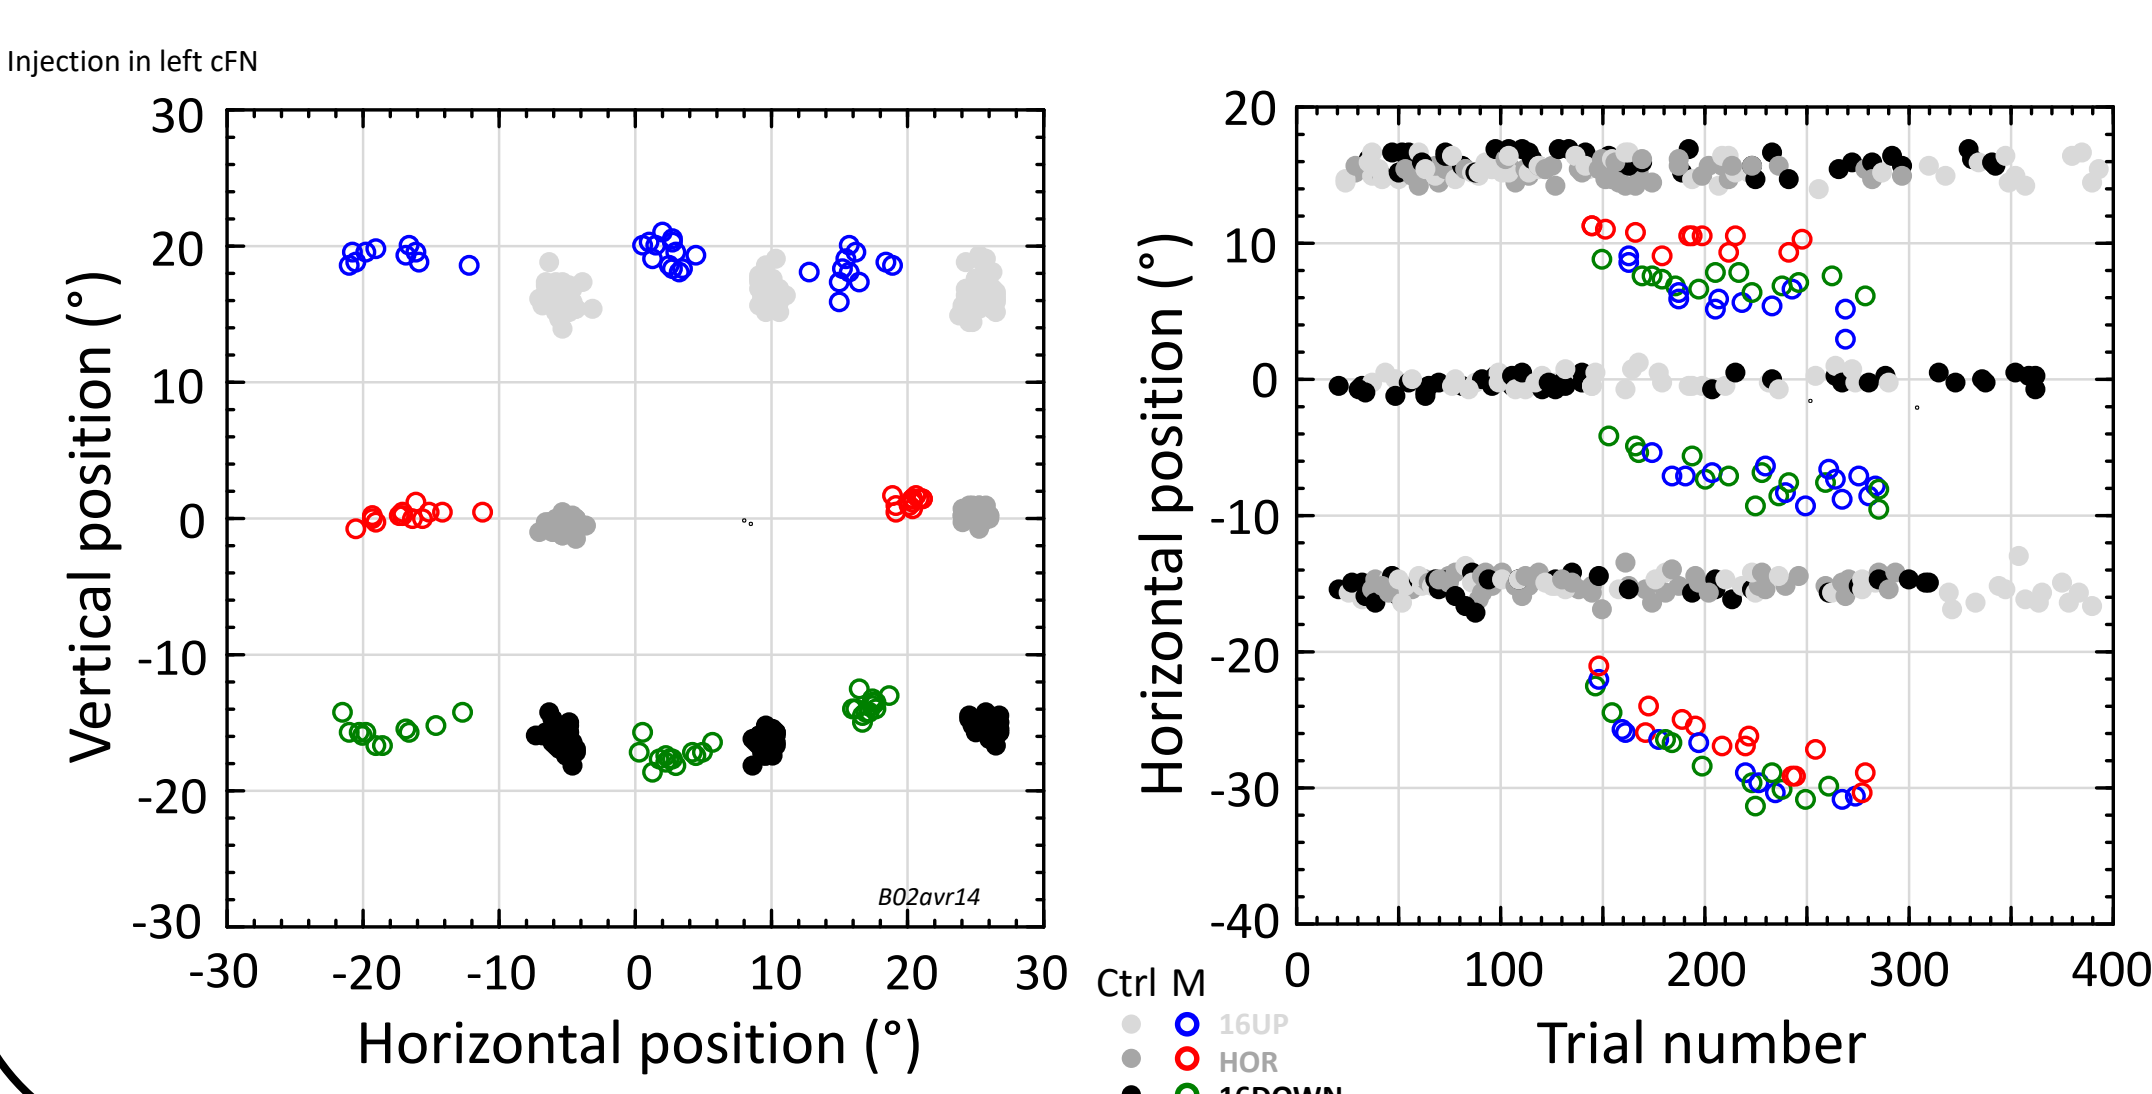 Injection in left cFN
30
20
10
0
-10
-20
-30
Vertical position (°)
B02avr14
-30 -20 -10 0 10 20 30
Horizontal position (°)
20
10
0
-10
-20
-30
-40
Horizontal position (°)
0 100 200 300 400
Trial number
Ctrl M
16UP
HOR
16DOWN